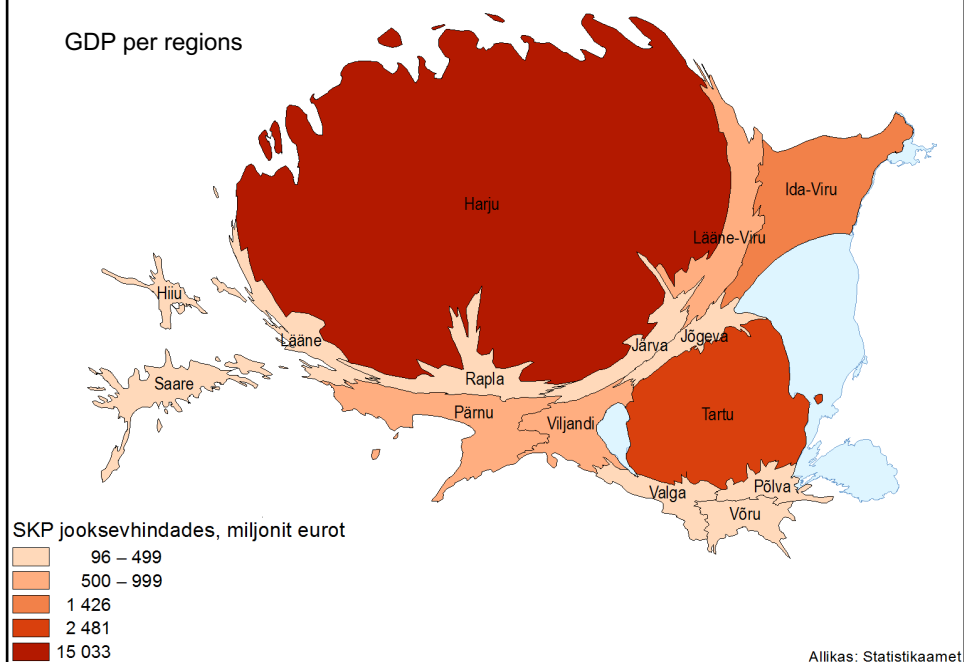 GDP per regions
Ida-Viru
Harju
Lääne-Viru
Hiiu
Lääne
Järva
Jõgeva
Rapla
Saare
Pärnu
Viljandi
Tartu
Valga
Põlva
Võru
SKP jooksevhindades, miljonit eurot
96 – 499
500 – 999
1 426
2 481
15 033
Allikas: Statistikaamet